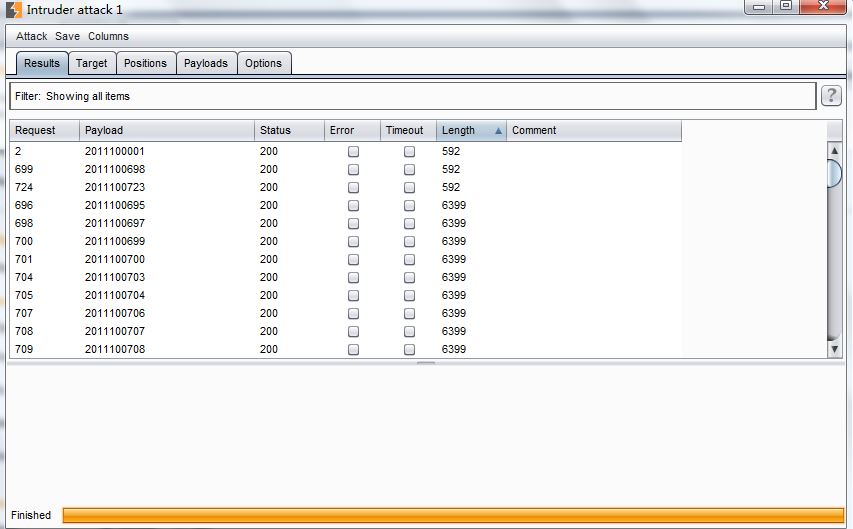 Intruder attack 1
Attack Save Columns
Results Target Positions Payloads Options
Filter: Showing all items ?
Request Payload Status Error Timeout Length Comment
2 2011100001 200 592
699 2011100698 200 592
724 2011100723 200 592
696 2011100695 200 6399
698 2011100697 200 6399
700 2011100699 200 6399
701 2011100700 200 6399
704 2011100703 200 6399
705 2011100704 200 6399
707 2011100706 200 6399
708 2011100707 200 6399
709 2011100708 200 6399
Finished